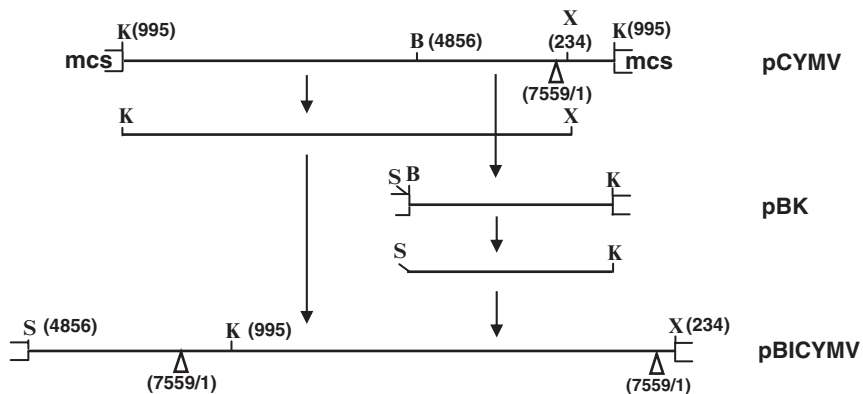 K(995) B(4856) X(234) K(995)
mcs mcs pCYMV
(7559/1)
K X
S B K pBK
S K
S(4856) K(995) X(234) pBICYMV
(7559/1) (7559/1)